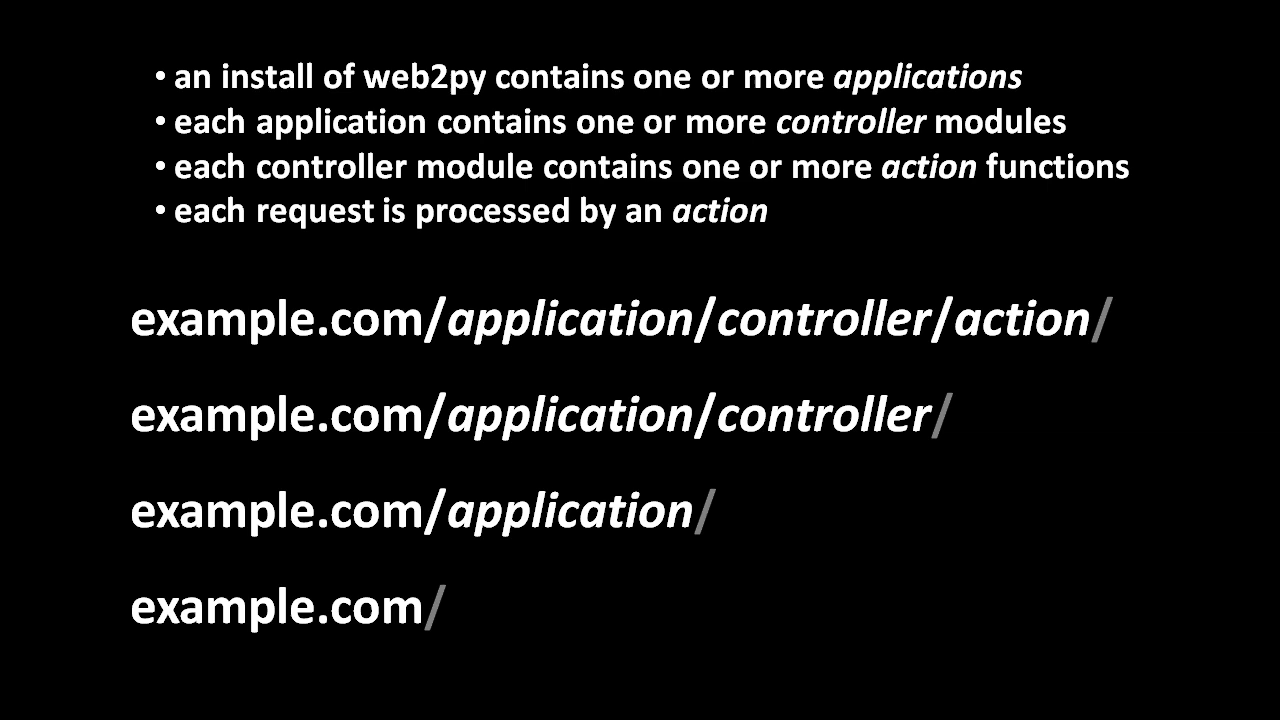 • an install of web2py contains one or more applications
• each application contains one or more controller modules
• each controller module contains one or more action functions
• each request is processed by an action
example.com/application/controller/action/
example.com/application/controller/
example.com/application/
example.com/